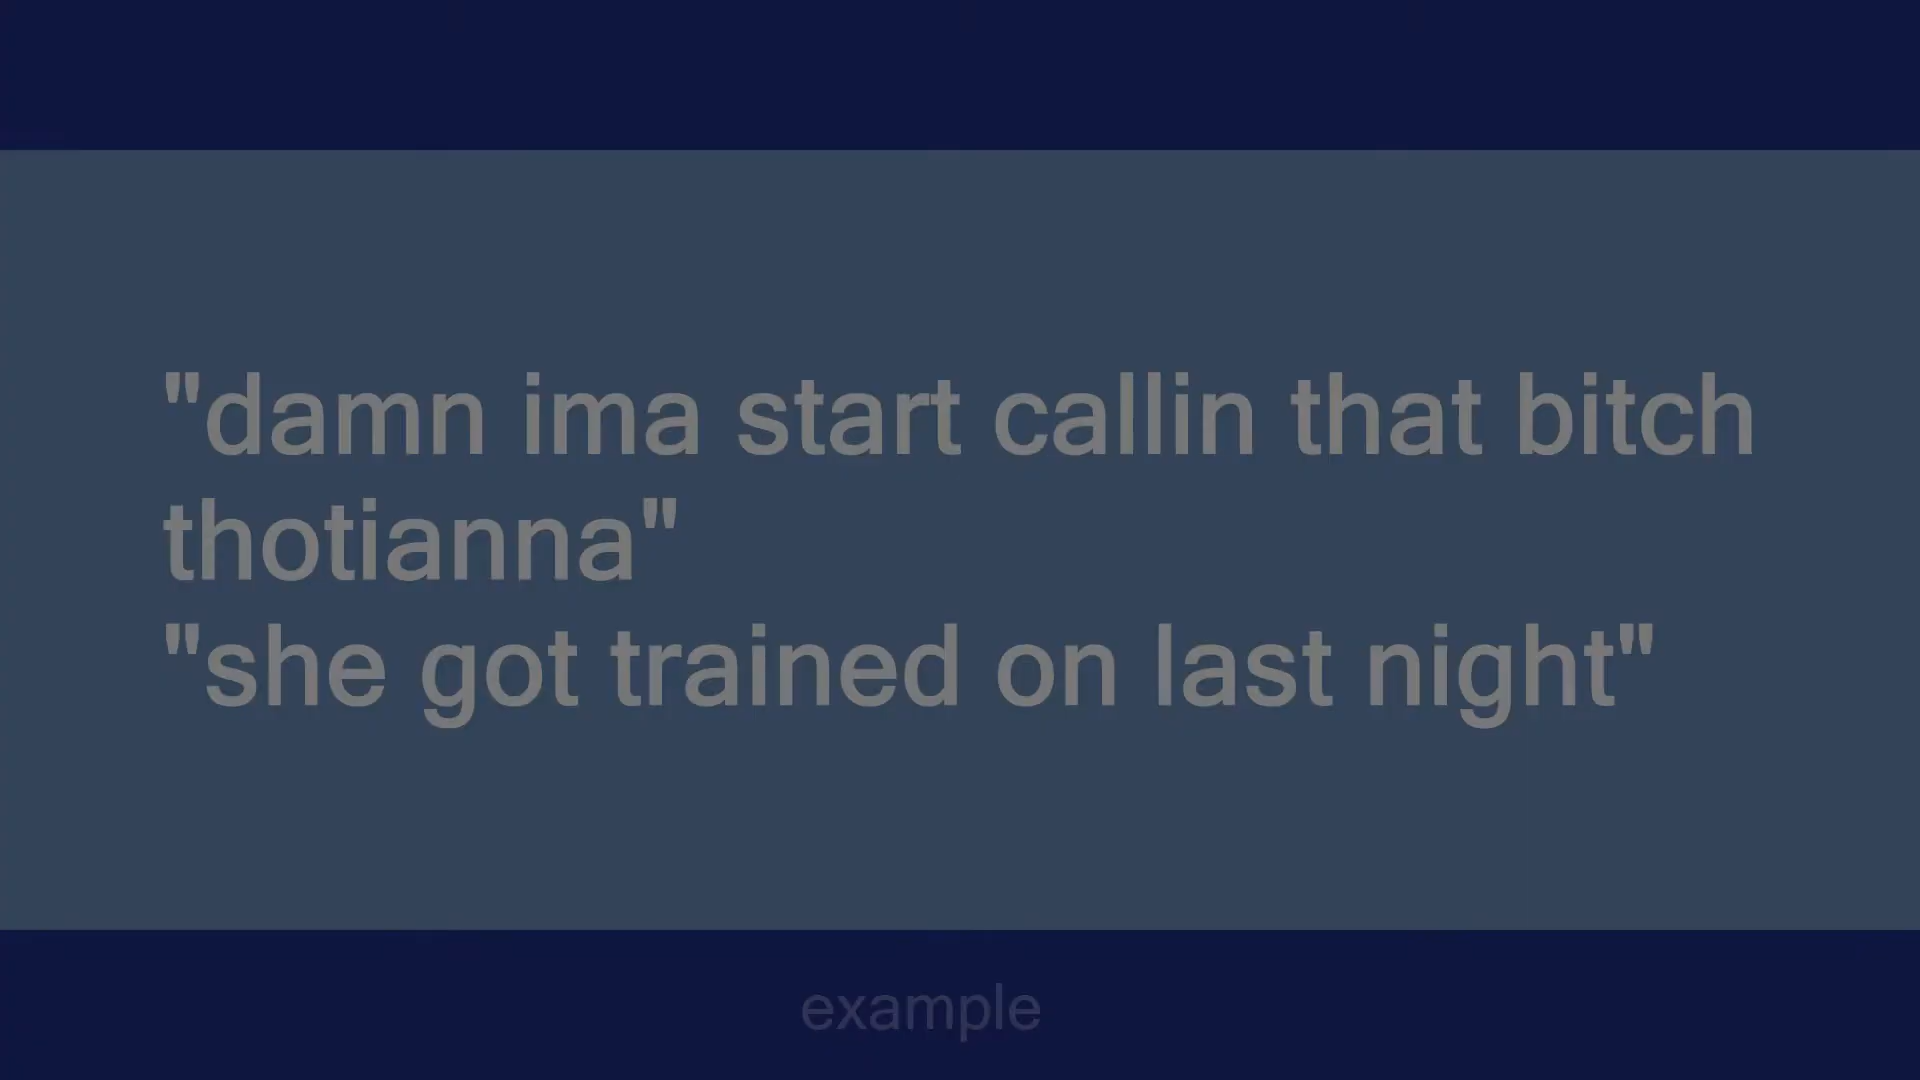 "damn ima start callin that bitch
thotianna"
"she got trained on last night"
example